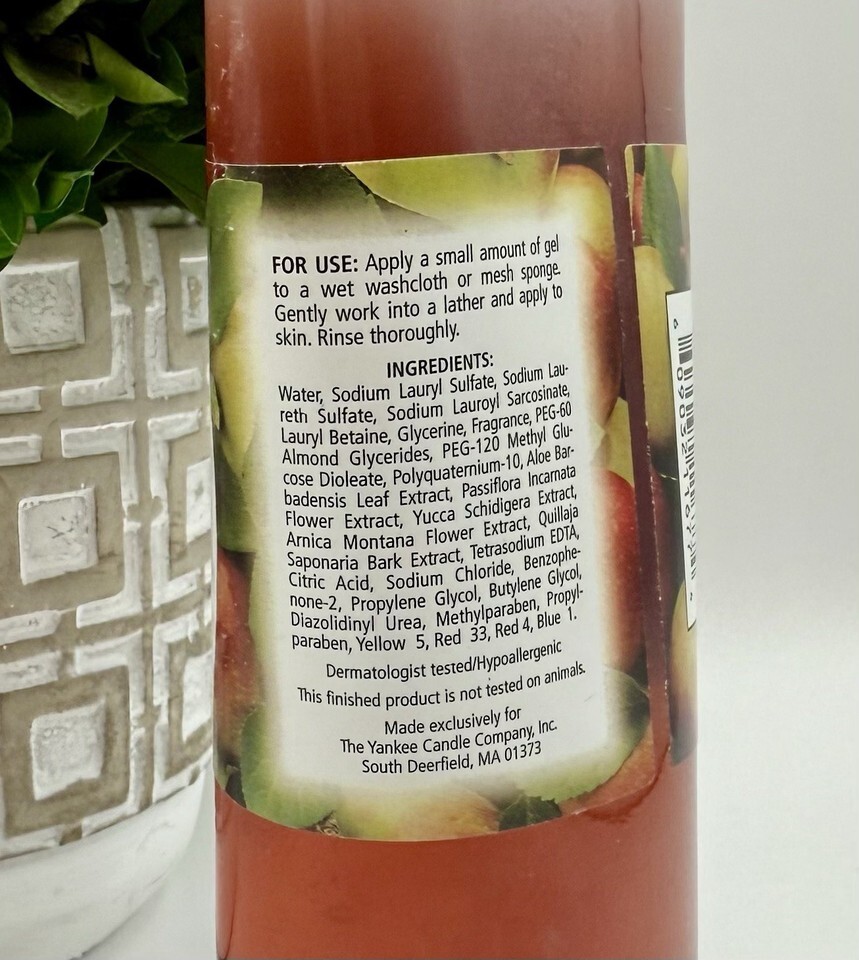 FOR USE: Apply a small amount of gel
to a wet washcloth or mesh sponge.
Gently work into a lather and apply to
skin. Rinse thoroughly.
INGREDIENTS:
Water, Sodium Lauryl Sulfate, Sodium Lau-
reth Sulfate, Sodium Lauroyl Sarcosinate,
Lauryl Betaine, Glycerine, Fragrance, PEG-60
Almond Glycerides, PEG-120 Methyl Glu-
cose Dioleate, Polyquaternium-10, Aloe Bar-
badensis Leaf Extract, Passiflora Incarnata
Flower Extract, Yucca Schidigera Extract,
Arnica Montana Flower Extract, Quillaja
Saponaria Bark Extract, Tetrasodium EDTA,
Citric Acid, Sodium Chloride, Benzophe-
none-2, Propylene Glycol, Butylene Glycol,
Diazolidinyl Urea, Methylparaben, Propyl-
paraben, Yellow 5, Red 33, Red 4, Blue 1.
Dermatologist tested/Hypoallergenic
This finished product is not tested on animals.
Made exclusively for
The Yankee Candle Company, Inc.
South Deerfield, MA 01373